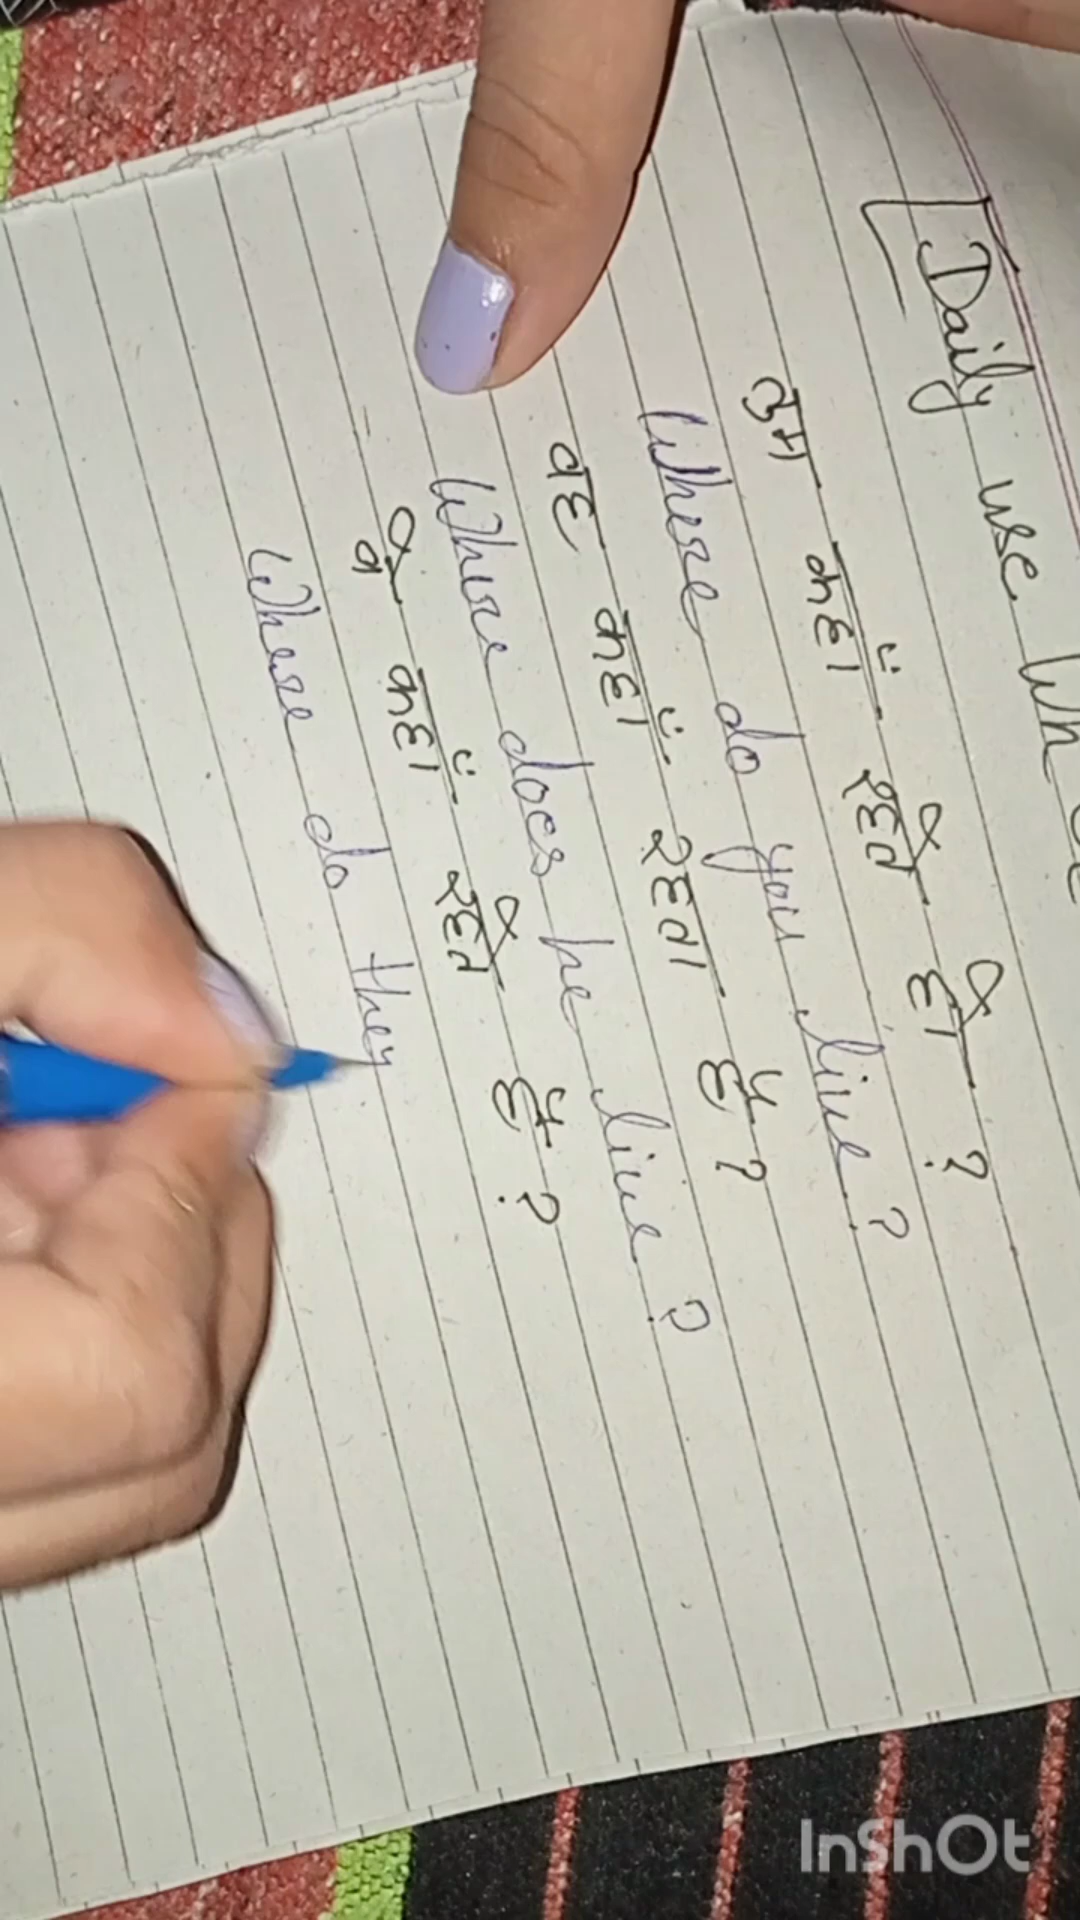 Daily use Wh
तुम कहाँ रहते हो ?
Where do you live ?
वह कहाँ रहता है ?
Where does he live ?
वे कहाँ रहते है ?
Where do they
InShOt